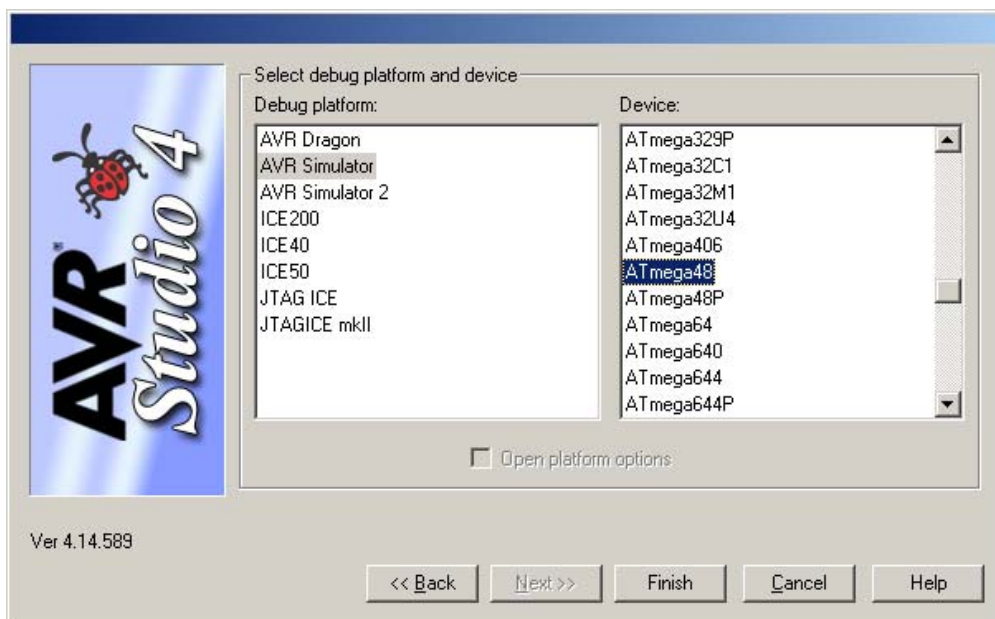 Select debug platform and device
Debug platform:
AVR Dragon
AVR Simulator
AVR Simulator 2
ICE200
ICE40
ICE50
JTAG ICE
JTAGICE mkII
Device:
ATmega329P
ATmega32C1
ATmega32M1
ATmega32U4
ATmega406
ATmega48
ATmega48P
ATmega64
ATmega640
ATmega644
ATmega644P
Open platform options
AVR®
Studio 4
Ver 4.14.589
<< Back
Next >>
Finish
Cancel
Help